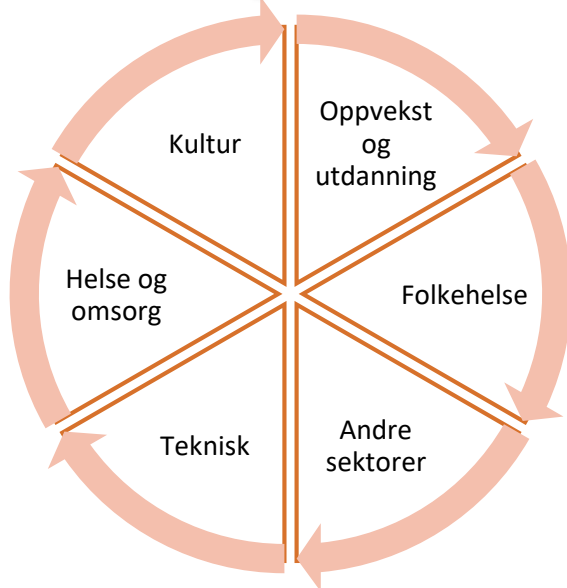 Oppvekst
og
utdanning
Folkehelse
Andre
sektorer
Teknisk
Helse og
omsorg
Kultur